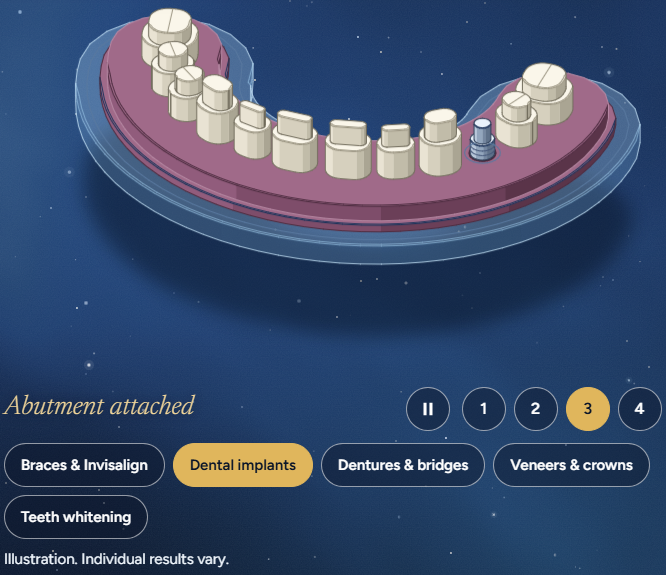 Abutment attached
1 2 3 4
Braces & Invisalign Dental implants Dentures & bridges Veneers & crowns
Teeth whitening
Illustration. Individual results vary.